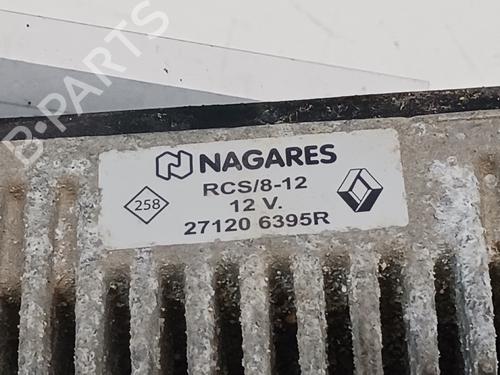 B-PARTS
NAGARES
RCS/8-12
258
12 V.
27120 6395R